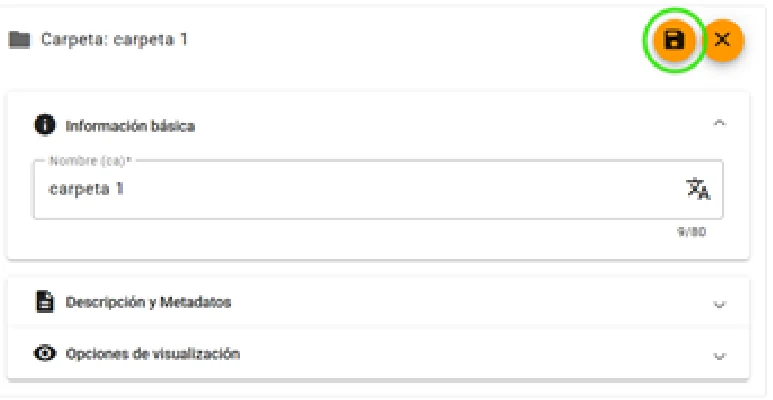 Carpeta: carpeta 1
Información básica
Nombre (ca)*
carpeta 1
9/80
Descripción y Metadatos
Opciones de visualización